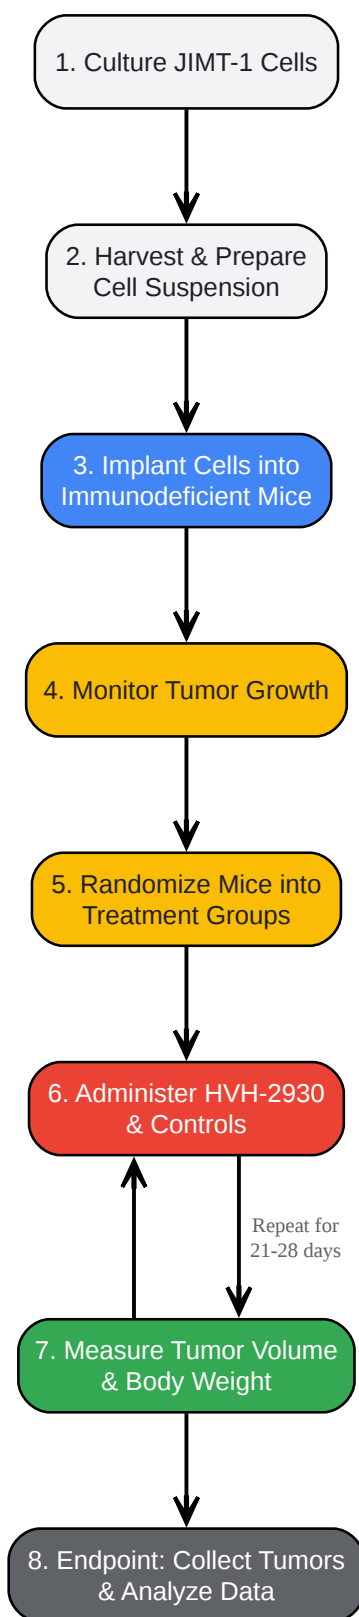 1. Culture JIMT-1 Cells
2. Harvest & Prepare
Cell Suspension
3. Implant Cells into
Immunodeficient Mice
4. Monitor Tumor Growth
5. Randomize Mice into
Treatment Groups
6. Administer HVH-2930
& Controls
Repeat for
21-28 days
7. Measure Tumor Volume
& Body Weight
8. Endpoint: Collect Tumors
& Analyze Data